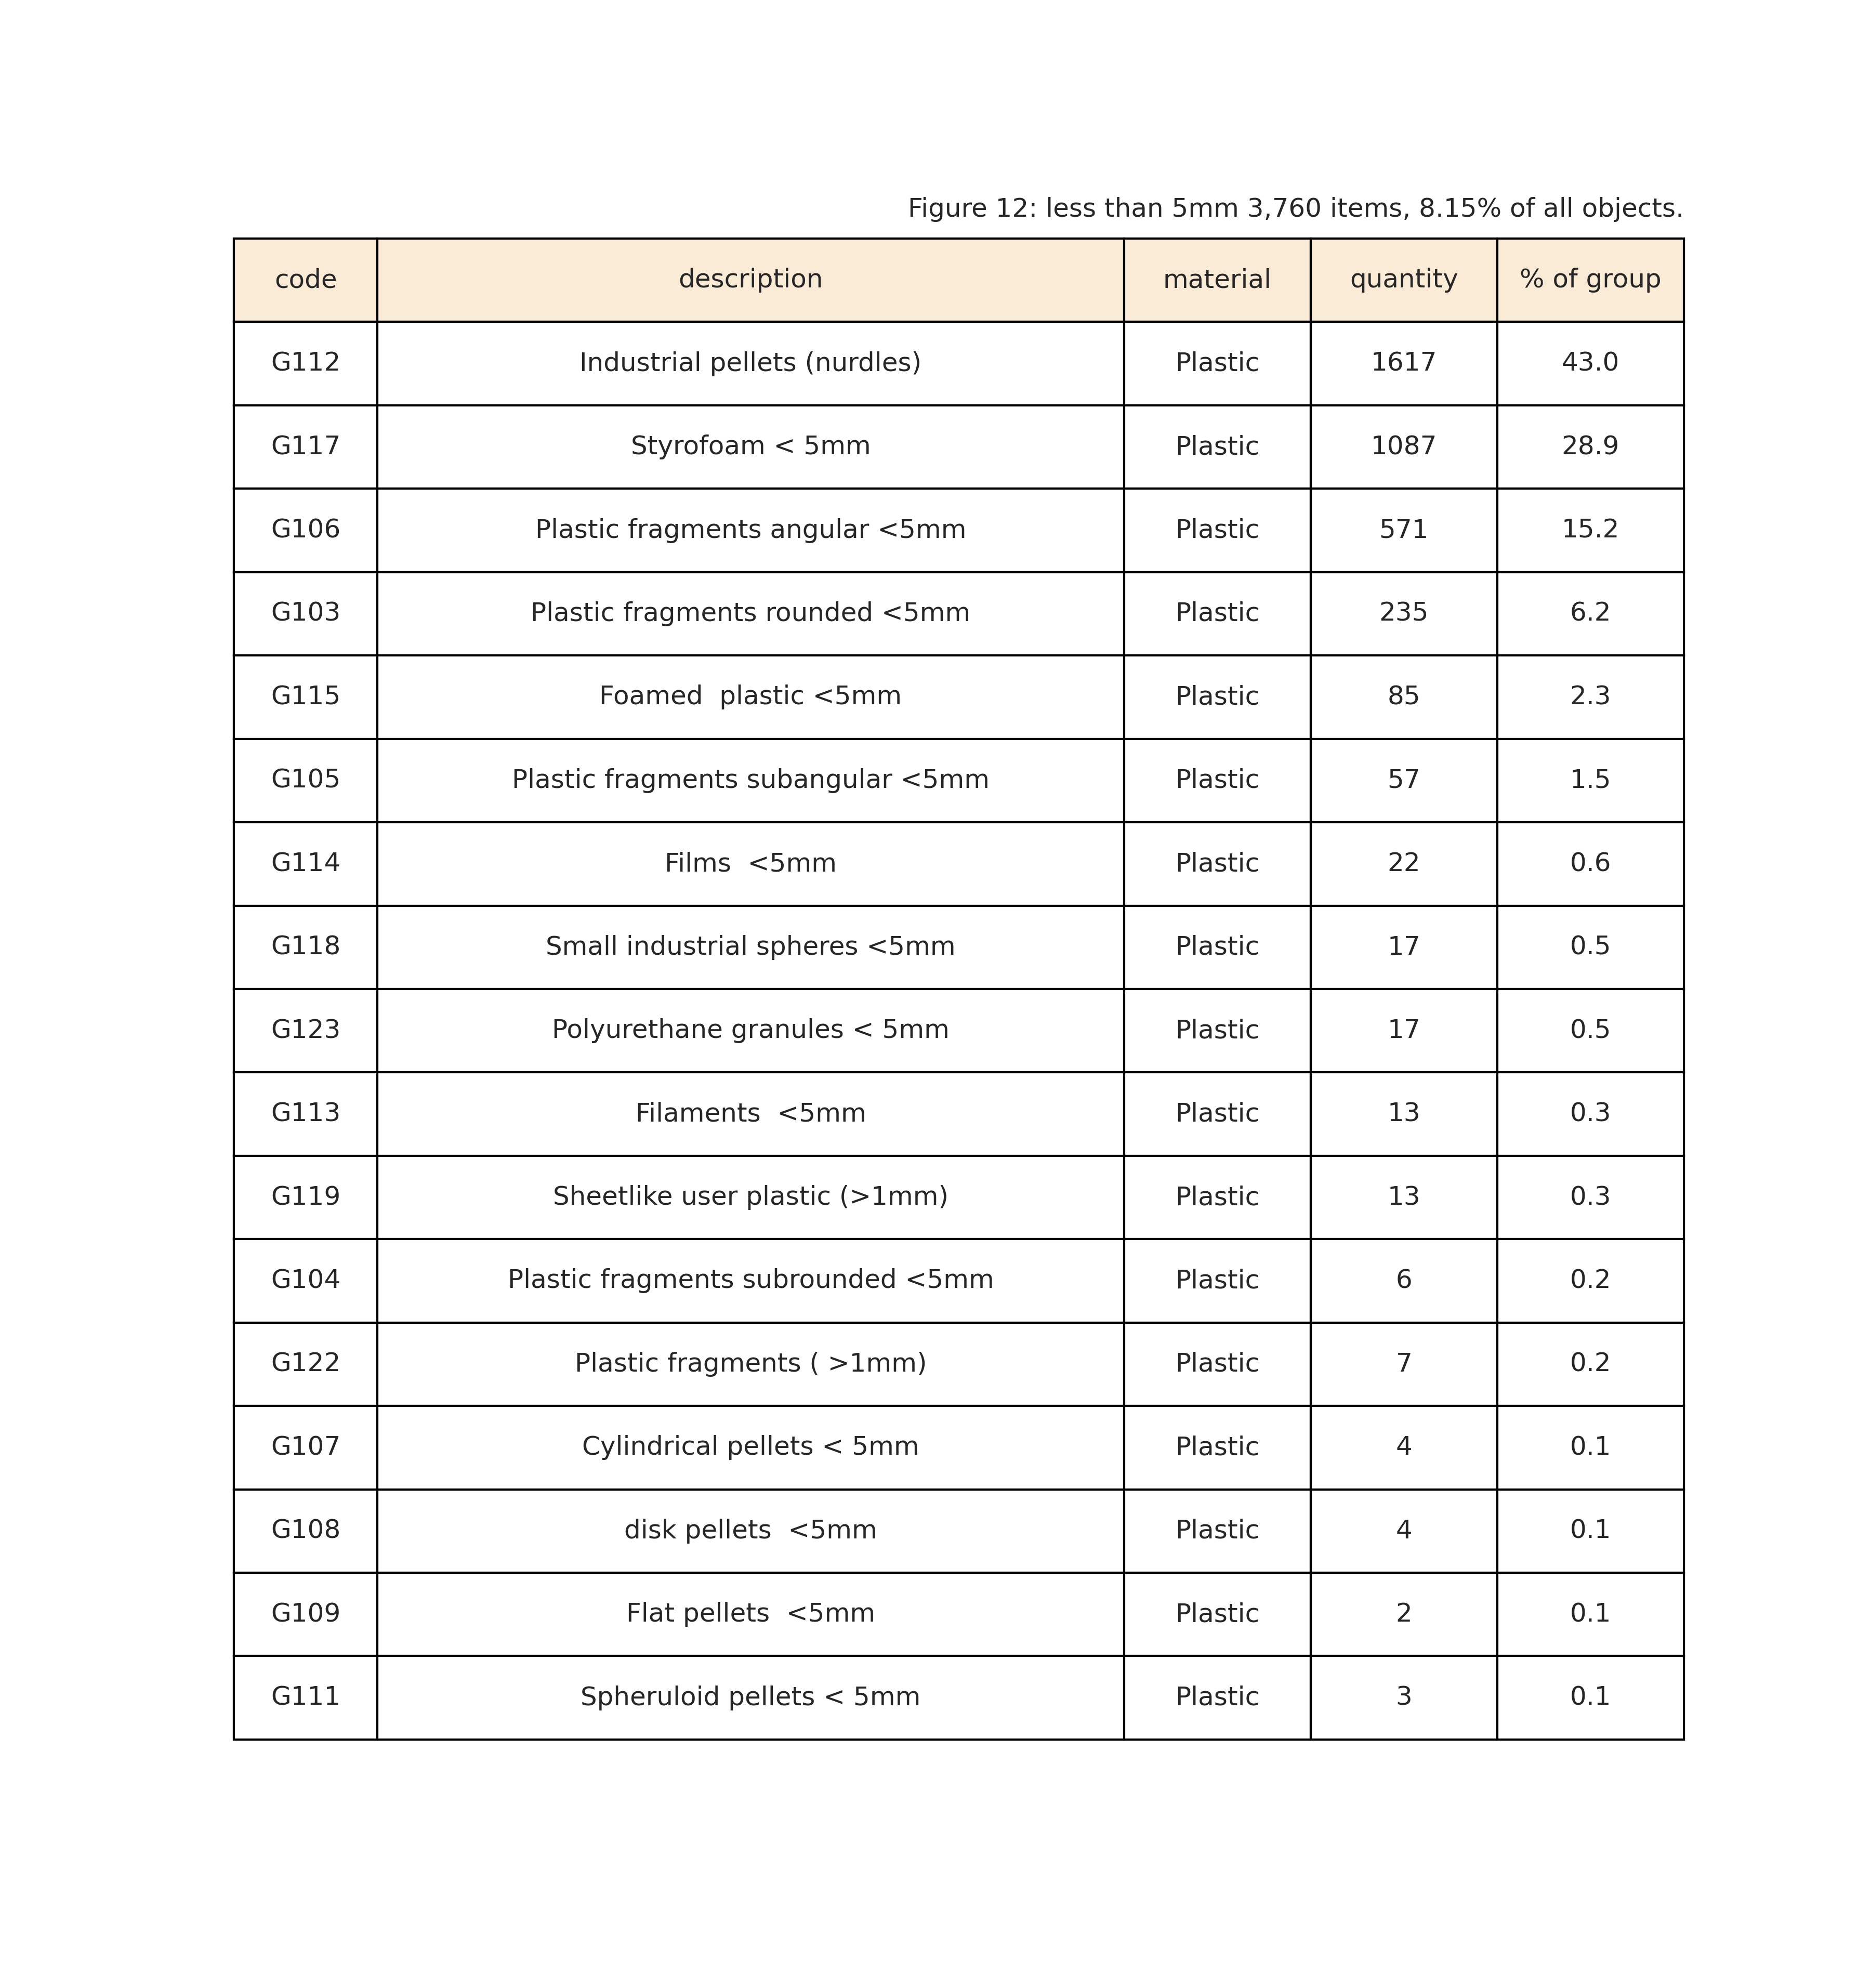 Figure 12: less than 5mm 3,760 items, 8.15% of all objects.
code description material quantity % of group
G112 Industrial pellets (nurdles) Plastic 1617 43.0
G117 Styrofoam < 5mm Plastic 1087 28.9
G106 Plastic fragments angular <5mm Plastic 571 15.2
G103 Plastic fragments rounded <5mm Plastic 235 6.2
G115 Foamed  plastic <5mm Plastic 85 2.3
G105 Plastic fragments subangular <5mm Plastic 57 1.5
G114 Films  <5mm Plastic 22 0.6
G118 Small industrial spheres <5mm Plastic 17 0.5
G123 Polyurethane granules < 5mm Plastic 17 0.5
G113 Filaments  <5mm Plastic 13 0.3
G119 Sheetlike user plastic (>1mm) Plastic 13 0.3
G104 Plastic fragments subrounded <5mm Plastic 6 0.2
G122 Plastic fragments ( >1mm) Plastic 7 0.2
G107 Cylindrical pellets < 5mm Plastic 4 0.1
G108 disk pellets  <5mm Plastic 4 0.1
G109 Flat pellets  <5mm Plastic 2 0.1
G111 Spheruloid pellets < 5mm Plastic 3 0.1